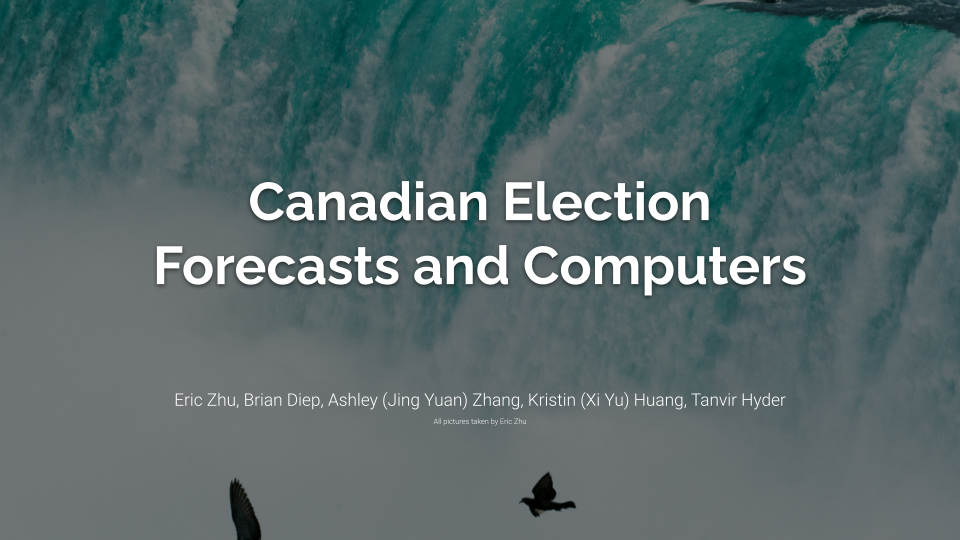 Canadian Election
Forecasts and Computers
Eric Zhu, Brian Diep, Ashley (Jing Yuan) Zhang, Kristin (Xi Yu) Huang, Tanvir Hyder
All pictures taken by Eric Zhu